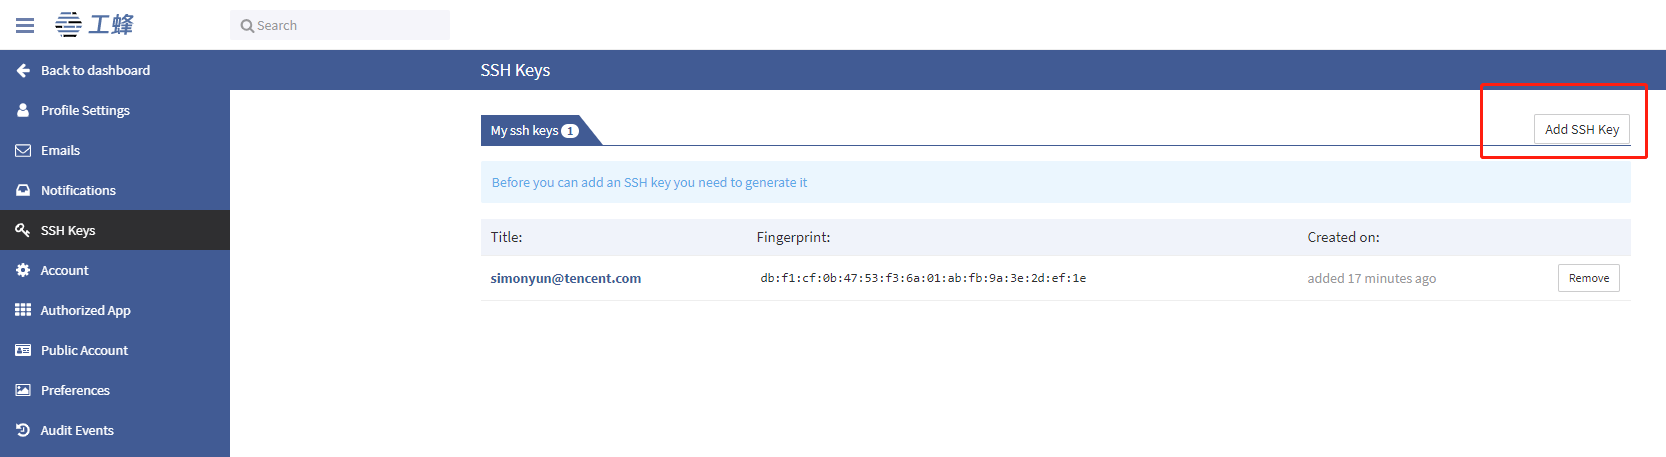 工蜂
Search
Back to dashboard
SSH Keys
Profile Settings
My ssh keys 1
Add SSH Key
Emails
Before you can add an SSH key you need to generate it
Notifications
SSH Keys
Title: Fingerprint: Created on:
Account
simonyun@tencent.com db:f1:cf:0b:47:53:f3:6a:01:ab:fb:9a:3e:2d:ef:1e added 17 minutes ago Remove
Authorized App
Public Account
Preferences
Audit Events